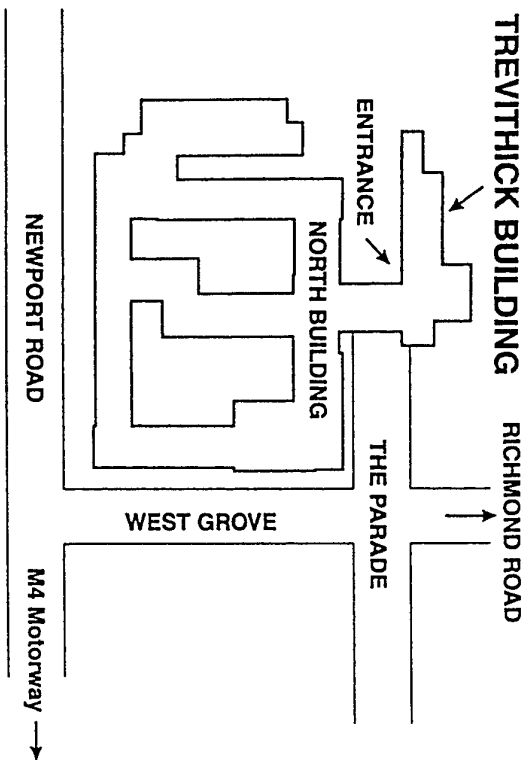 TREVITHICK BUILDING
RICHMOND ROAD
ENTRANCE
THE PARADE
NORTH BUILDING
WEST GROVE
NEWPORT ROAD
M4 Motorway